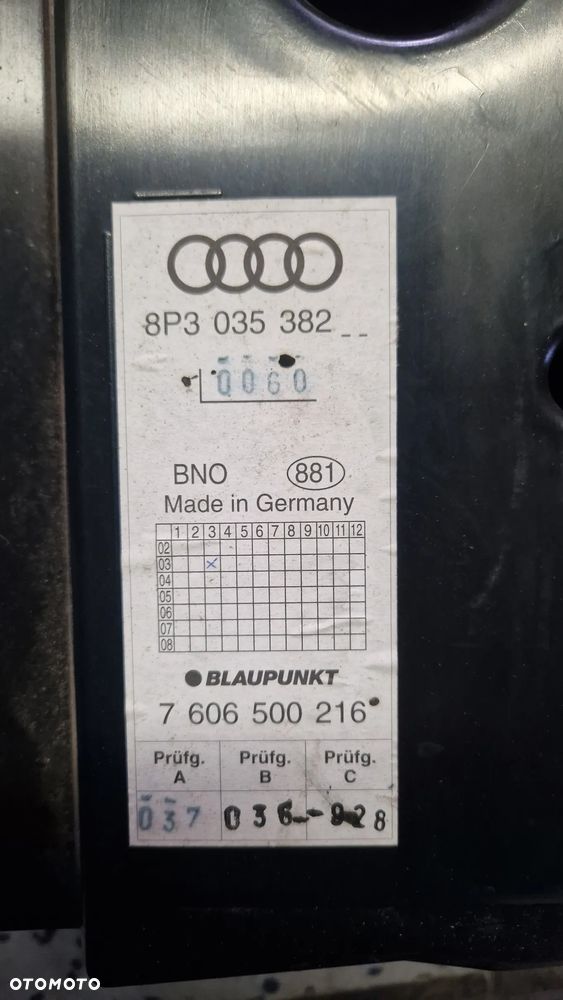 8P3 035 382 _ _
0060
BNO 881
Made in Germany
1 2 3 4 5 6 7 8 9 10 11 12
02
03 x
04
05
06
07
08
BLAUPUNKT
7 606 500 216
Prüfg. A Prüfg. B Prüfg. C
037 036 928
OTOMOTO